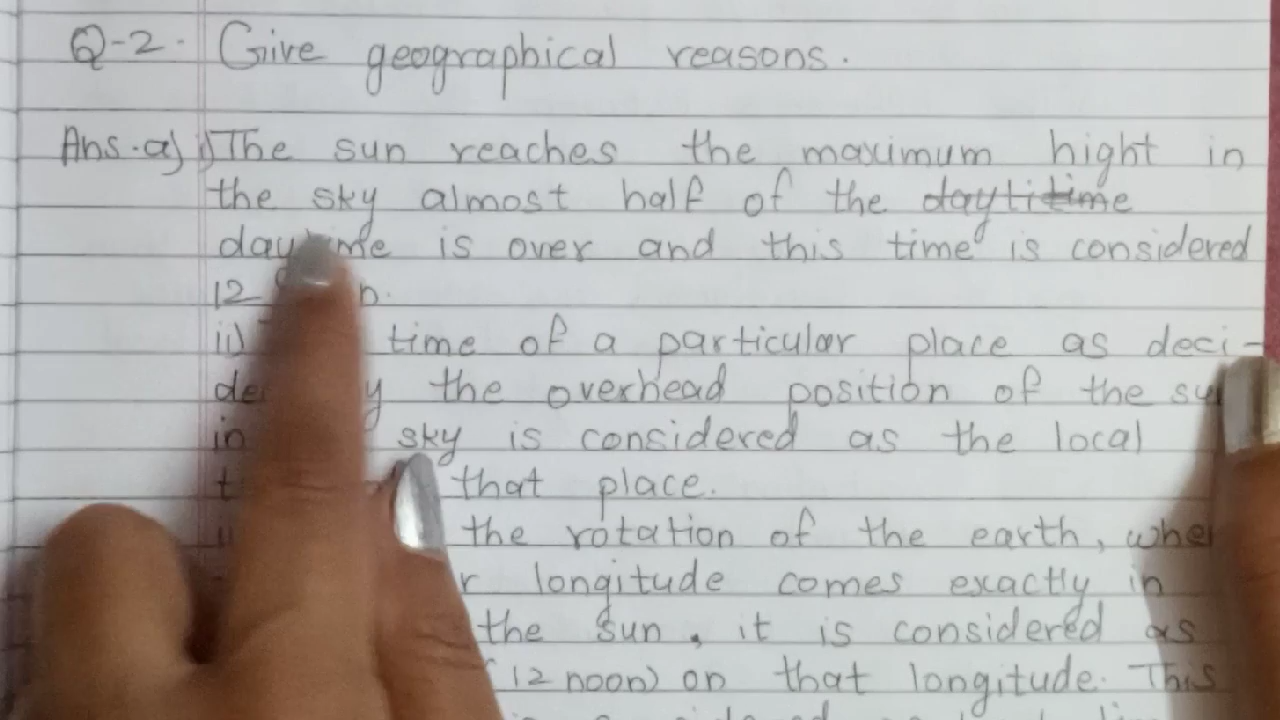 Q-2. Give geographical reasons.
Ans.a) i) The sun reaches the maximum hight in
the sky almost half of the daytitime
daytime is over and this time is considered
12
ii) time of a particular place as deci-
the overhead position of the
in sky is considered as the local
that place.
the rotation of the earth,
longitude comes exactly in
the sun, it is considered as
(12 noon) on that longitude. This